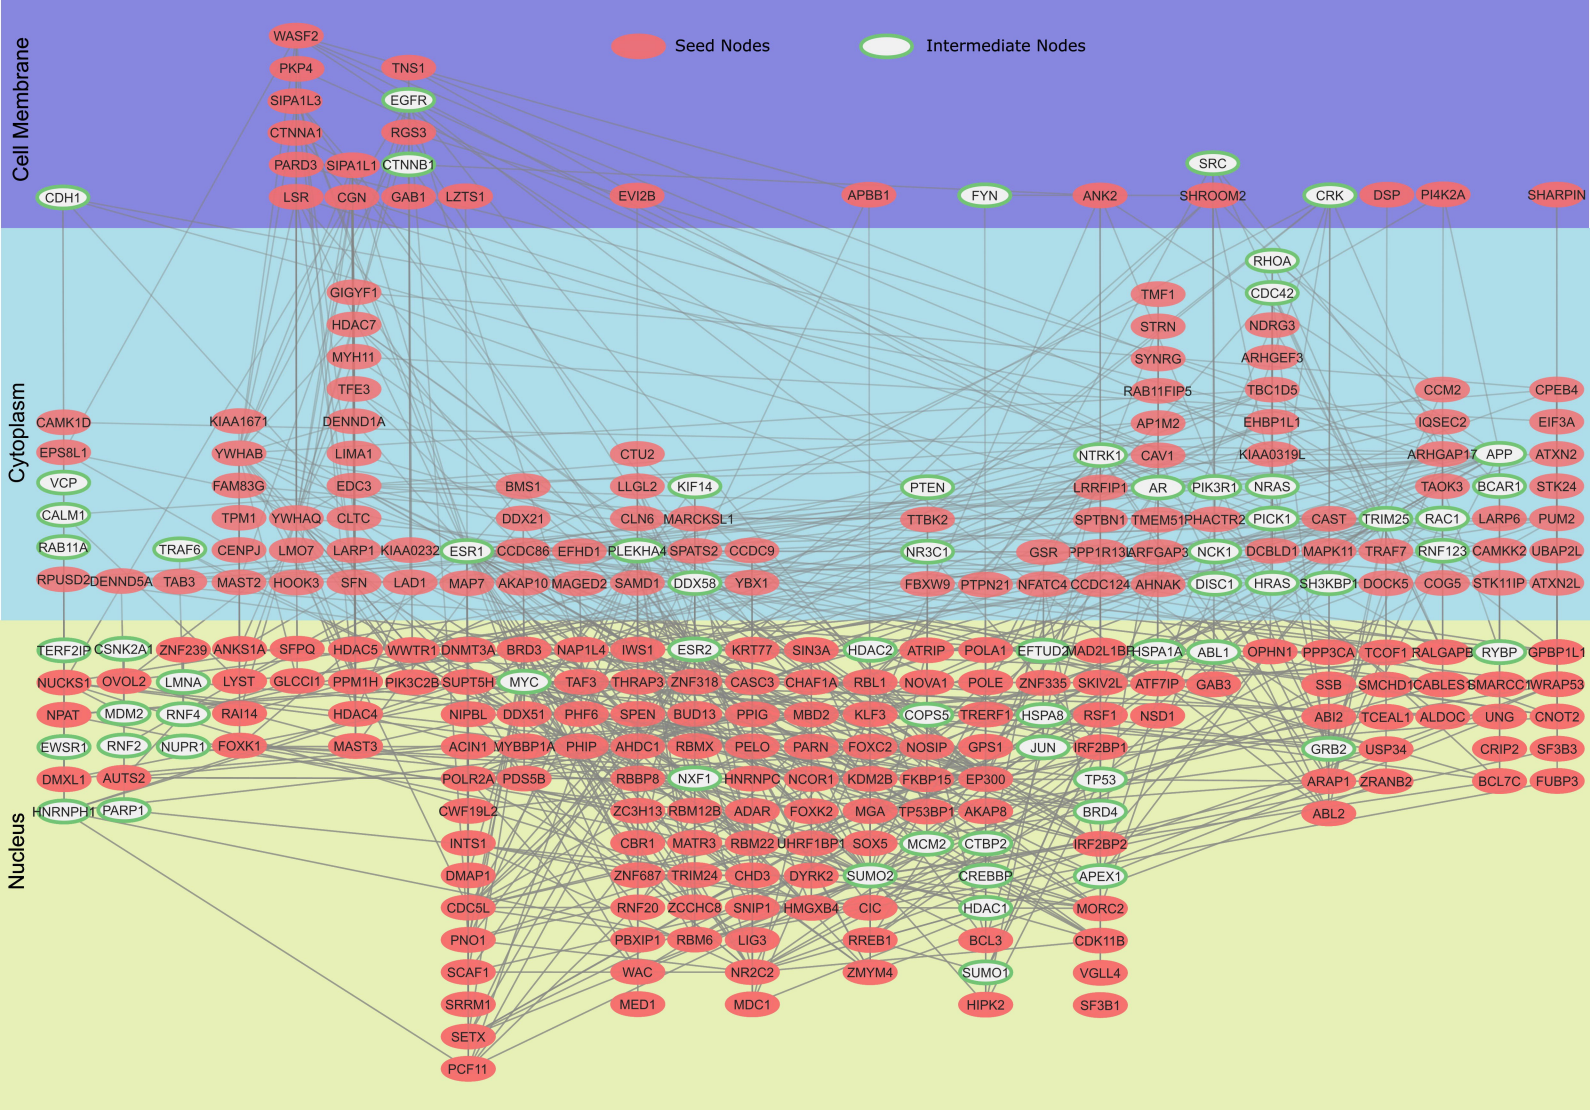 Cell Membrane
Seed Nodes
Intermediate Nodes
WASF2
PKP4
TNS1
SIPA1L3
EGFR
CTNNA1
RGS3
PARD3 SIPA1L1 CTNNB1 SRC
CDH1 LSR CGN GAB1 LZTS1 EVI2B APBB1 FYN ANK2 SHROOM2 CRK DSP PI4K2A SHARPIN
Cytoplasm
RHOA
GIGYF1 TMF1 CDC42
HDAC7 STRN NDRG3
MYH11 SYNRG ARHGEF3
TFE3 RAB11FIP5 TBC1D5 CCM2 CPEB4
CAMK1D KIAA1671 DENND1A AP1M2 EHBP1L1 IQSEC2 EIF3A
EPS8L1 YWHAB LIMA1 CTU2 NTRK1 CAV1 KIAA0319L ARHGAP17 APP ATXN2
VCP FAM83G EDC3 BMS1 LLGL2 KIF14 PTEN LRRFIP1 AR PIK3R1 NRAS TAOK3 BCAR1 STK24
CALM1 TPM1 YWHAQ CLTC DDX21 CLN6 MARCKSL1 TTBK2 SPTBN1 TMEM51 PHACTR2 PICK1 CAST TRIM25 RAC1 LARP6 PUM2
RAB11A TRAF6 CENPJ LMO7 LARP1 KIAA0232 ESR1 CCDC86 EFHD1 PLEKHA4 SPATS2 CCDC9 NR3C1 GSR PPP1R13L ARFGAP3 NCK1 DCBLD1 MAPK11 TRAF7 RNF123 CAMKK2 UBAP2L
RPUSD2 DENND5A TAB3 MAST2 HOOK3 SFN LAD1 MAP7 AKAP10 MAGED2 SAMD1 DDX58 YBX1 FBXW9 PTPN21 NFATC4 CCDC124 AHNAK DISC1 HRAS SH3KBP1 DOCK5 COG5 STK11IP ATXN2L
Nucleus
TERF2IP CSNK2A1 ZNF239 ANKS1A SFPQ HDAC5 WWTR1 DNMT3A BRD3 NAP1L4 IWS1 ESR2 KRT77 SIN3A HDAC2 ATRIP POLA1 EFTUD2 MAD2L1BP HSPA1A ABL1 OPHN1 PPP3CA TCOF1 RALGAPB RYBP GPBP1L1
NUCKS1 OVOL2 LMNA LYST GLCCI1 PPM1H PIK3C2B SUPT5H MYC TAF3 THRAP3 ZNF318 CASC3 CHAF1A RBL1 NOVA1 POLE ZNF335 SKIV2L ATF7IP GAB3 SSB SMCHD1 CABLES1 SMARCC1 WRAP53
NPAT MDM2 RNF4 RAI14 HDAC4 NIPBL DDX51 PHF6 SPEN BUD13 PPIG MBD2 KLF3 COPS5 TRERF1 HSPA8 RSF1 NSD1 ABI2 TCEAL1 ALDOC UNG CNOT2
EWSR1 RNF2 NUPR1 FOXK1 MAST3 ACIN1 MYBBP1A PHIP AHDC1 RBMX PELO PARN FOXC2 NOSIP GPS1 JUN IRF2BP1 GRB2 USP34 CRIP2 SF3B3
DMXL1 AUTS2 POLR2A PDS5B RBBP8 NXF1 HNRNPC NCOR1 KDM2B FKBP15 EP300 TP53 ARAP1 ZRANB2 BCL7C FUBP3
HNRNPH1 PARP1 CWF19L2 ZC3H13 RBM12B ADAR FOXK2 MGA TP53BP1 AKAP8 BRD4 ABL2
INTS1 CBR1 MATR3 RBM22 UHRF1BP1 SOX5 MCM2 CTBP2 IRF2BP2
DMAP1 ZNF687 TRIM24 CHD3 DYRK2 SUMO2 CREBBP APEX1
CDC5L RNF20 ZCCHC8 SNIP1 HMGXB4 CIC HDAC1 MORC2
PNO1 PBXIP1 RBM6 LIG3 RREB1 BCL3 CDK11B
SCAF1 WAC NR2C2 ZMYM4 SUMO1 VGLL4
SRRM1 MED1 MDC1 HIPK2 SF3B1
SETX
PCF11